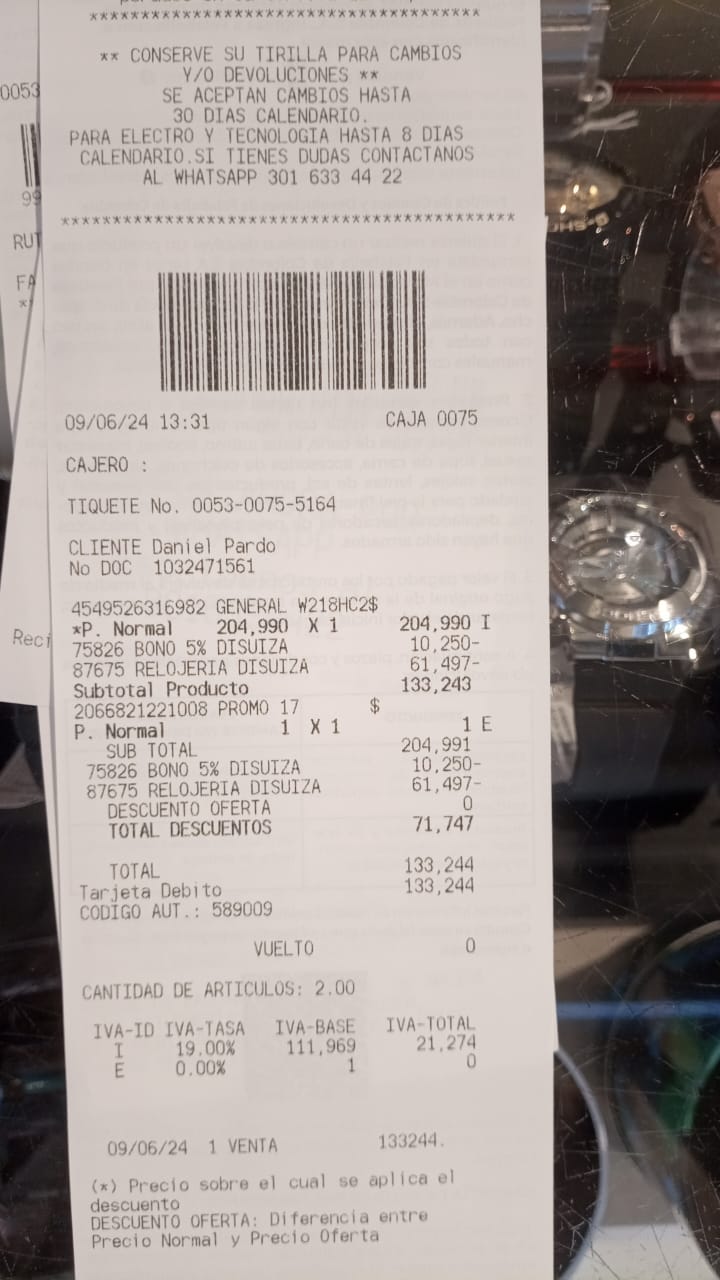 ****************************************
** CONSERVE SU TIRILLA PARA CAMBIOS
Y/O DEVOLUCIONES **
SE ACEPTAN CAMBIOS HASTA
30 DIAS CALENDARIO.
PARA ELECTRO Y TECNOLOGIA HASTA 8 DIAS
CALENDARIO.SI TIENES DUDAS CONTACTANOS
AL WHATSAPP 301 633 44 22
****************************************
09/06/24 13:31 CAJA 0075
CAJERO :
TIQUETE No. 0053-0075-5164
CLIENTE Daniel Pardo
No DOC 1032471561
4549526316982 GENERAL W218HC2$
*P. Normal 204,990 X 1 204,990 I
75826 BONO 5% DISUIZA 10,250-
87675 RELOJERIA DISUIZA 61,497-
Subtotal Producto 133,243
2066821221008 PROMO 17 $
P. Normal 1 X 1 1 E
SUB TOTAL 204,991
75826 BONO 5% DISUIZA 10,250-
87675 RELOJERIA DISUIZA 61,497-
DESCUENTO OFERTA 0
TOTAL DESCUENTOS 71,747
TOTAL 133,244
Tarjeta Debito 133,244
CODIGO AUT.: 589009
VUELTO 0
CANTIDAD DE ARTICULOS: 2.00
IVA-ID IVA-TASA IVA-BASE IVA-TOTAL
I 19.00% 111,969 21,274
E 0.00% 1 0
09/06/24 1 VENTA 133244.
(*) Precio sobre el cual se aplica el
descuento
DESCUENTO OFERTA: Diferencia entre
Precio Normal y Precio Oferta
0053
99
RUT
FA
Reci